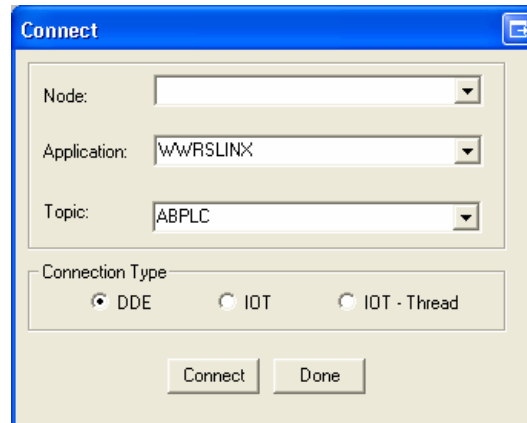 Connect
Node:
Application: WWRSLINX
Topic: ABPLC
Connection Type
DDE IOT IOT - Thread
Connect Done